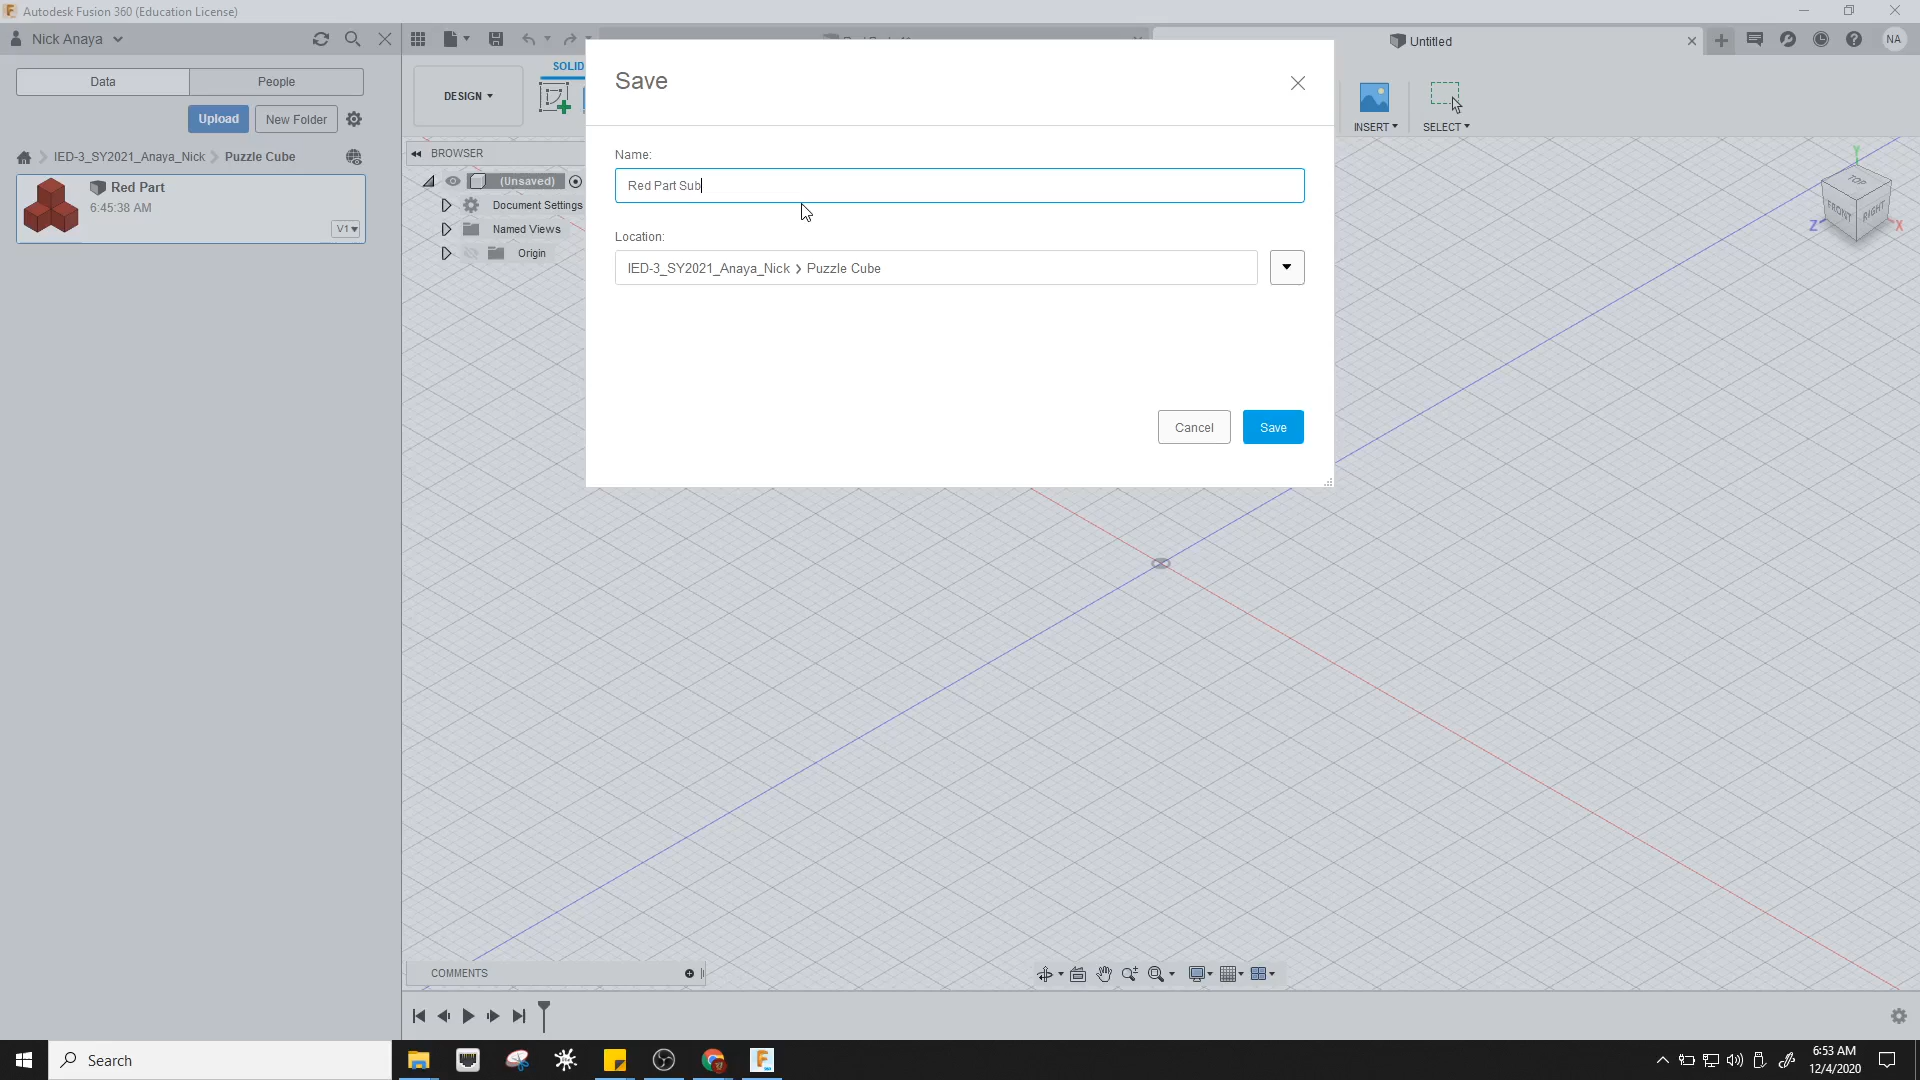 Autodesk Fusion 360 (Education License)
Nick Anaya
Untitled
NA
Data
People
Upload
New Folder
IED-3_SY2021_Anaya_Nick
Puzzle Cube
Red Part
6:45:38 AM
V1
SOLID
DESIGN
INSERT
SELECT
BROWSER
(Unsaved)
Document Settings
Named Views
Origin
Save
Name:
Red Part Sub
Location:
IED-3_SY2021_Anaya_Nick > Puzzle Cube
Cancel
Save
Y
TOP
FRONT
RIGHT
Z
X
COMMENTS
Search
6:53 AM
12/4/2020